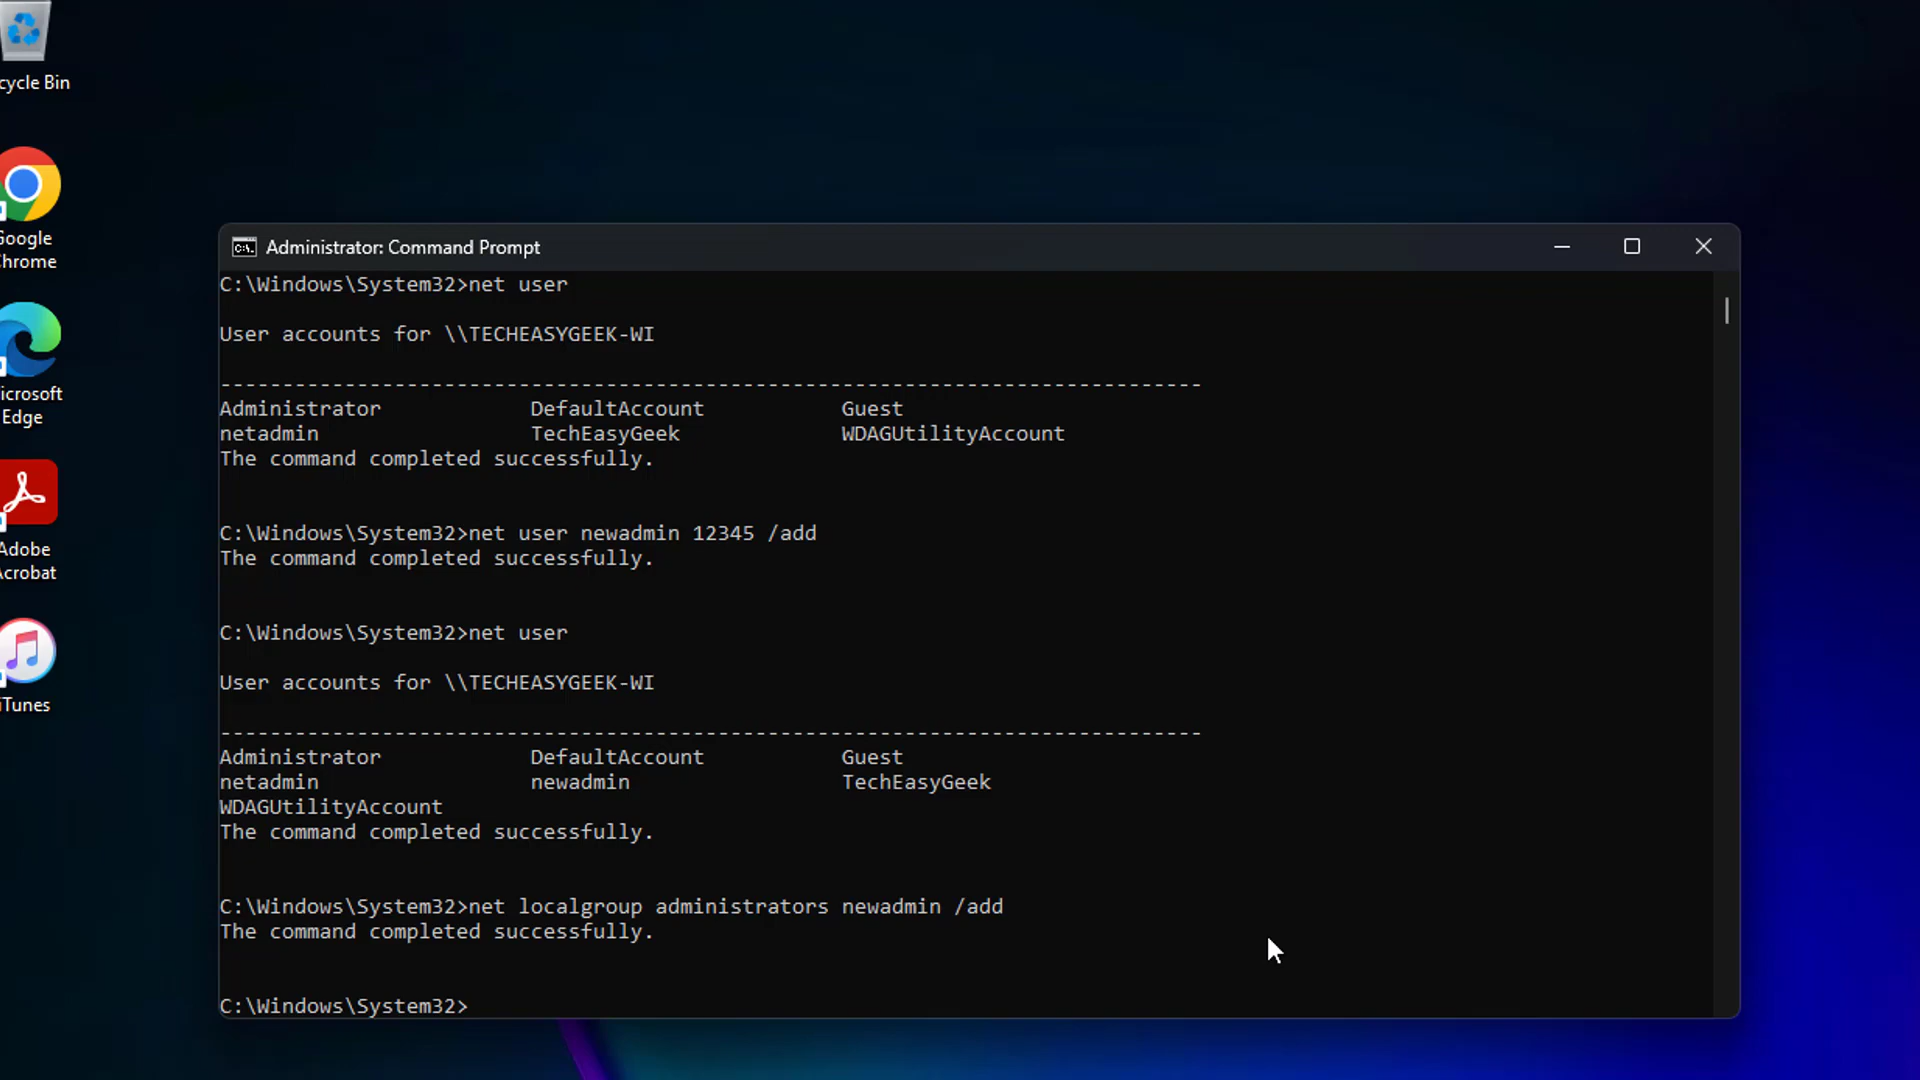 cycle Bin
Google
Chrome
icrosoft
Edge
Adobe
Acrobat
iTunes
Administrator: Command Prompt
C:\Windows\System32>net user
User accounts for \\TECHEASYGEEK-WI
-------------------------------------------------------------------------------
Administrator DefaultAccount Guest
netadmin TechEasyGeek WDAGUtilityAccount
The command completed successfully.
C:\Windows\System32>net user newadmin 12345 /add
The command completed successfully.
C:\Windows\System32>net user
User accounts for \\TECHEASYGEEK-WI
-------------------------------------------------------------------------------
Administrator DefaultAccount Guest
netadmin newadmin TechEasyGeek
WDAGUtilityAccount
The command completed successfully.
C:\Windows\System32>net localgroup administrators newadmin /add
The command completed successfully.
C:\Windows\System32>